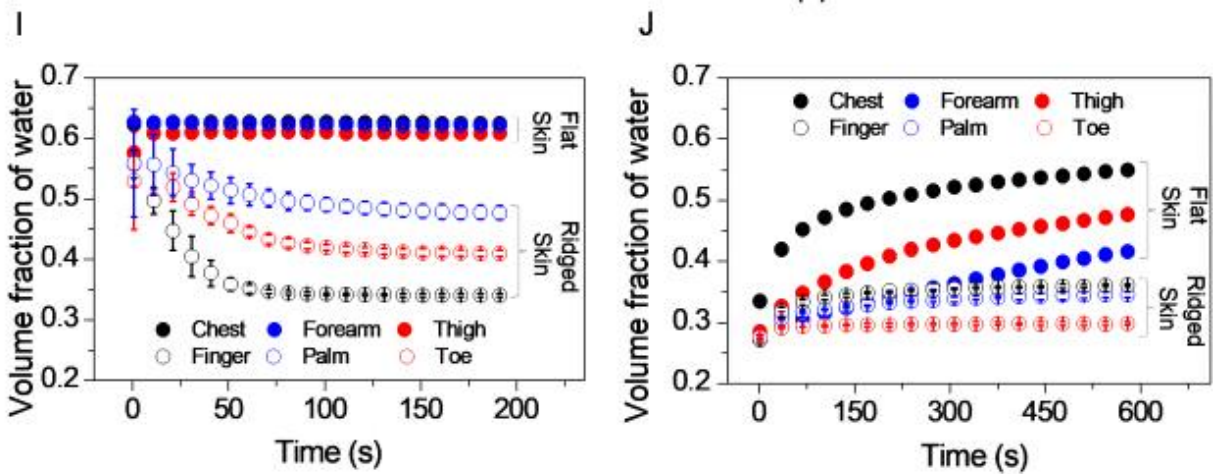 I
Volume fraction of water
0.7
0.6
0.5
0.4
0.3
0.2
Flat
Skin
Ridged
Skin
Chest Forearm Thigh
Finger Palm Toe
0 50 100 150 200
Time (s)
J
Volume fraction of water
0.7
0.6
0.5
0.4
0.3
0.2
Chest Forearm Thigh
Finger Palm Toe
Flat
Skin
Ridged
Skin
0 150 300 450 600
Time (s)